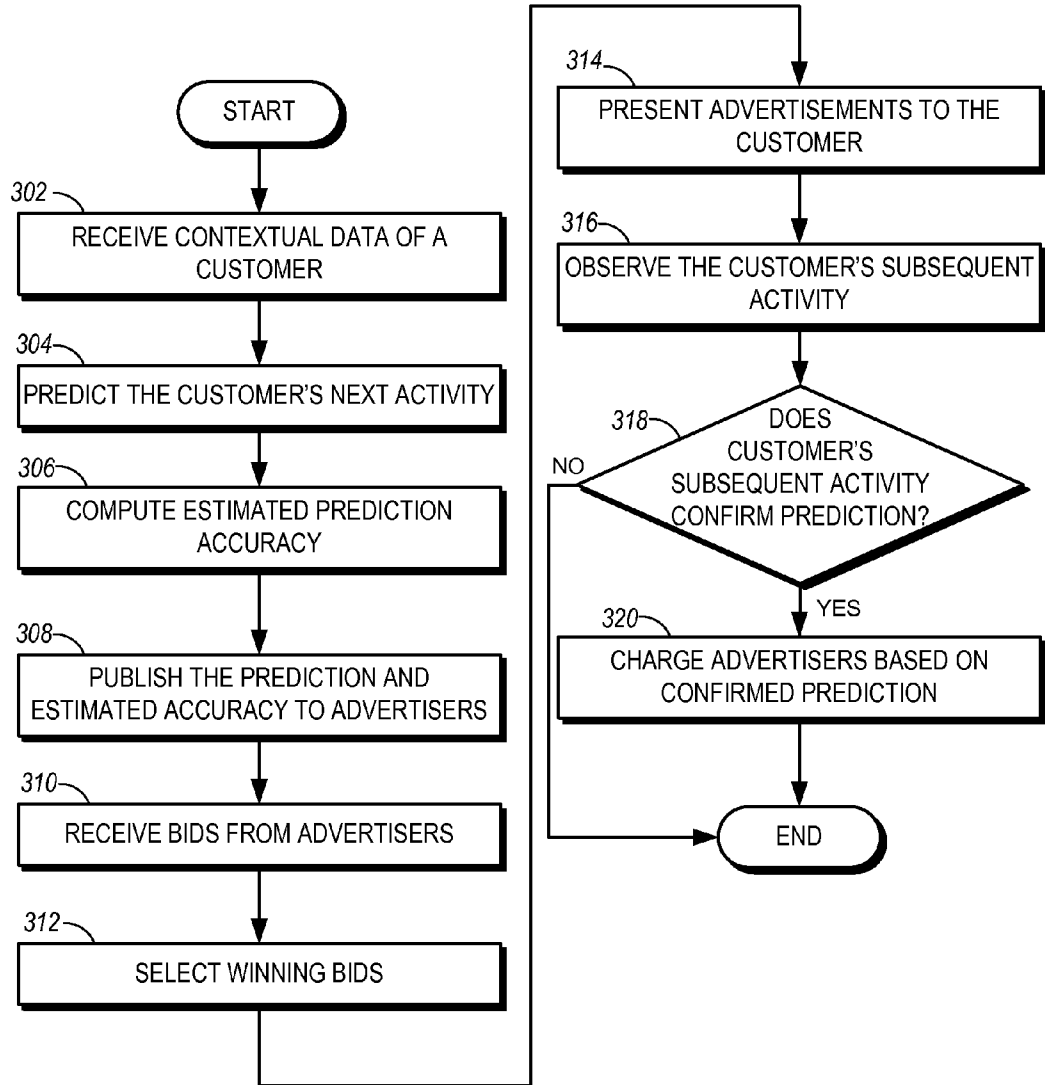 START
302
RECEIVE CONTEXTUAL DATA OF A
CUSTOMER
304
PREDICT THE CUSTOMER'S NEXT ACTIVITY
306
COMPUTE ESTIMATED PREDICTION
ACCURACY
308
PUBLISH THE PREDICTION AND
ESTIMATED ACCURACY TO ADVERTISERS
310
RECEIVE BIDS FROM ADVERTISERS
312
SELECT WINNING BIDS
314
PRESENT ADVERTISEMENTS TO THE
CUSTOMER
316
OBSERVE THE CUSTOMER'S SUBSEQUENT
ACTIVITY
318
DOES
CUSTOMER'S
SUBSEQUENT ACTIVITY
CONFIRM PREDICTION?
NO
YES
320
CHARGE ADVERTISERS BASED ON
CONFIRMED PREDICTION
END